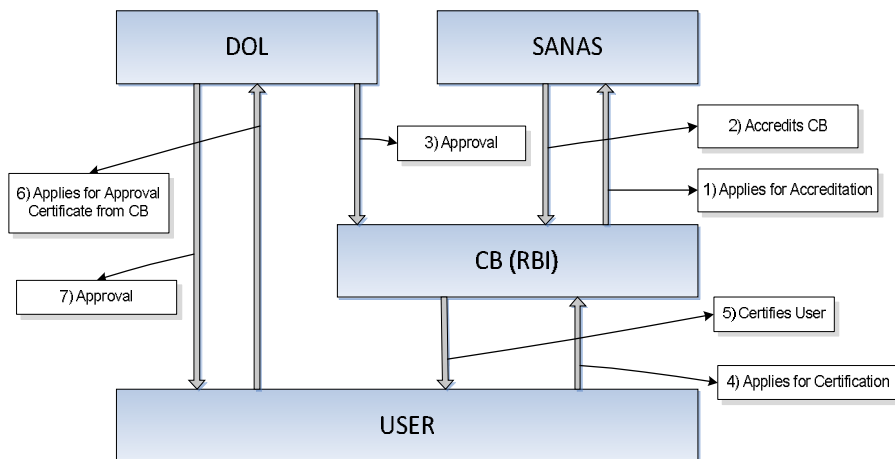 DOL
SANAS
2) Accredits CB
3) Approval
1) Applies for Accreditation
6) Applies for Approval
Certificate from CB
CB (RBI)
7) Approval
5) Certifies User
4) Applies for Certification
USER